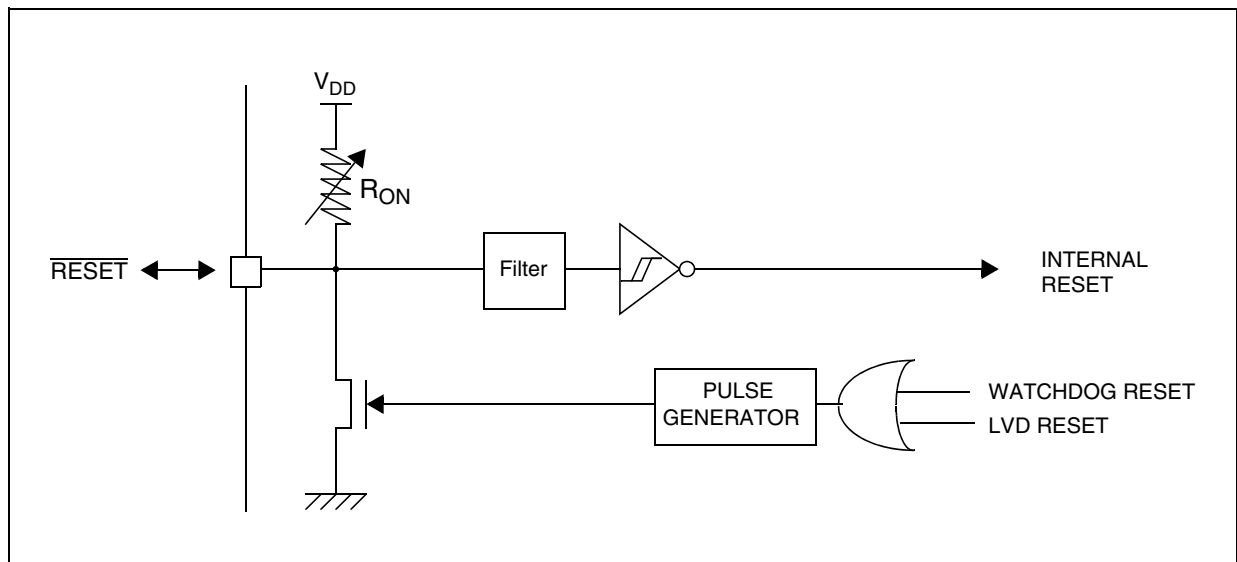 VDD
RON
RESET
Filter
INTERNAL
RESET
PULSE
GENERATOR
WATCHDOG RESET
LVD RESET